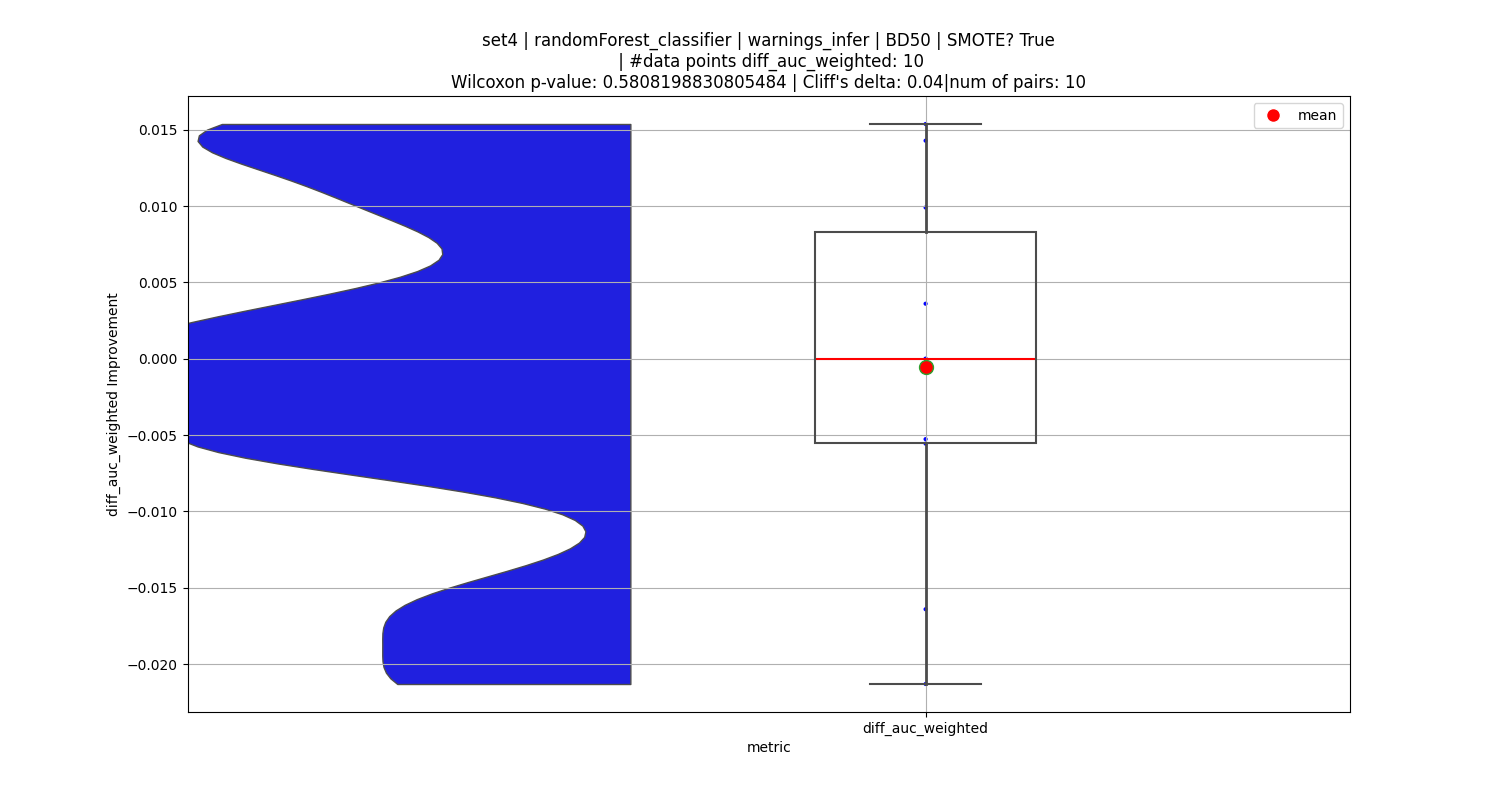 set4 | randomForest_classifier | warnings_infer | BD50 | SMOTE? True
| #data points diff_auc_weighted: 10
Wilcoxon p-value: 0.5808198830805484 | Cliff's delta: 0.04|num of pairs: 10
mean
0.015
0.010
0.005
0.000
−0.005
−0.010
−0.015
−0.020
diff_auc_weighted Improvement
diff_auc_weighted
metric